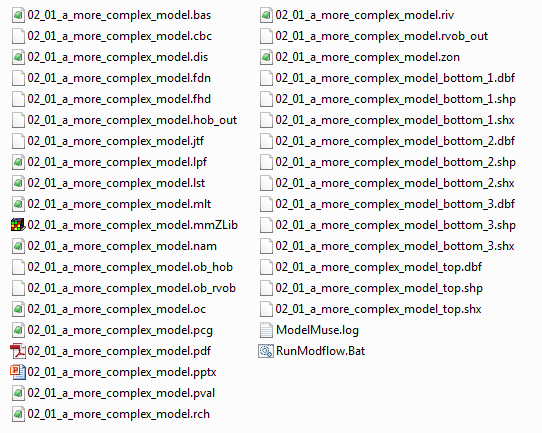 02_01_a_more_complex_model.bas
02_01_a_more_complex_model.cbc
02_01_a_more_complex_model.dis
02_01_a_more_complex_model.fdn
02_01_a_more_complex_model.fhd
02_01_a_more_complex_model.hob_out
02_01_a_more_complex_model.jtf
02_01_a_more_complex_model.lpf
02_01_a_more_complex_model.lst
02_01_a_more_complex_model.mlt
02_01_a_more_complex_model.mmZLib
02_01_a_more_complex_model.nam
02_01_a_more_complex_model.ob_hob
02_01_a_more_complex_model.ob_rvob
02_01_a_more_complex_model.oc
02_01_a_more_complex_model.pcg
02_01_a_more_complex_model.pdf
02_01_a_more_complex_model.pptx
02_01_a_more_complex_model.pval
02_01_a_more_complex_model.rch
02_01_a_more_complex_model.riv
02_01_a_more_complex_model.rvob_out
02_01_a_more_complex_model.zon
02_01_a_more_complex_model_bottom_1.dbf
02_01_a_more_complex_model_bottom_1.shp
02_01_a_more_complex_model_bottom_1.shx
02_01_a_more_complex_model_bottom_2.dbf
02_01_a_more_complex_model_bottom_2.shp
02_01_a_more_complex_model_bottom_2.shx
02_01_a_more_complex_model_bottom_3.dbf
02_01_a_more_complex_model_bottom_3.shp
02_01_a_more_complex_model_bottom_3.shx
02_01_a_more_complex_model_top.dbf
02_01_a_more_complex_model_top.shp
02_01_a_more_complex_model_top.shx
ModelMuse.log
RunModflow.Bat